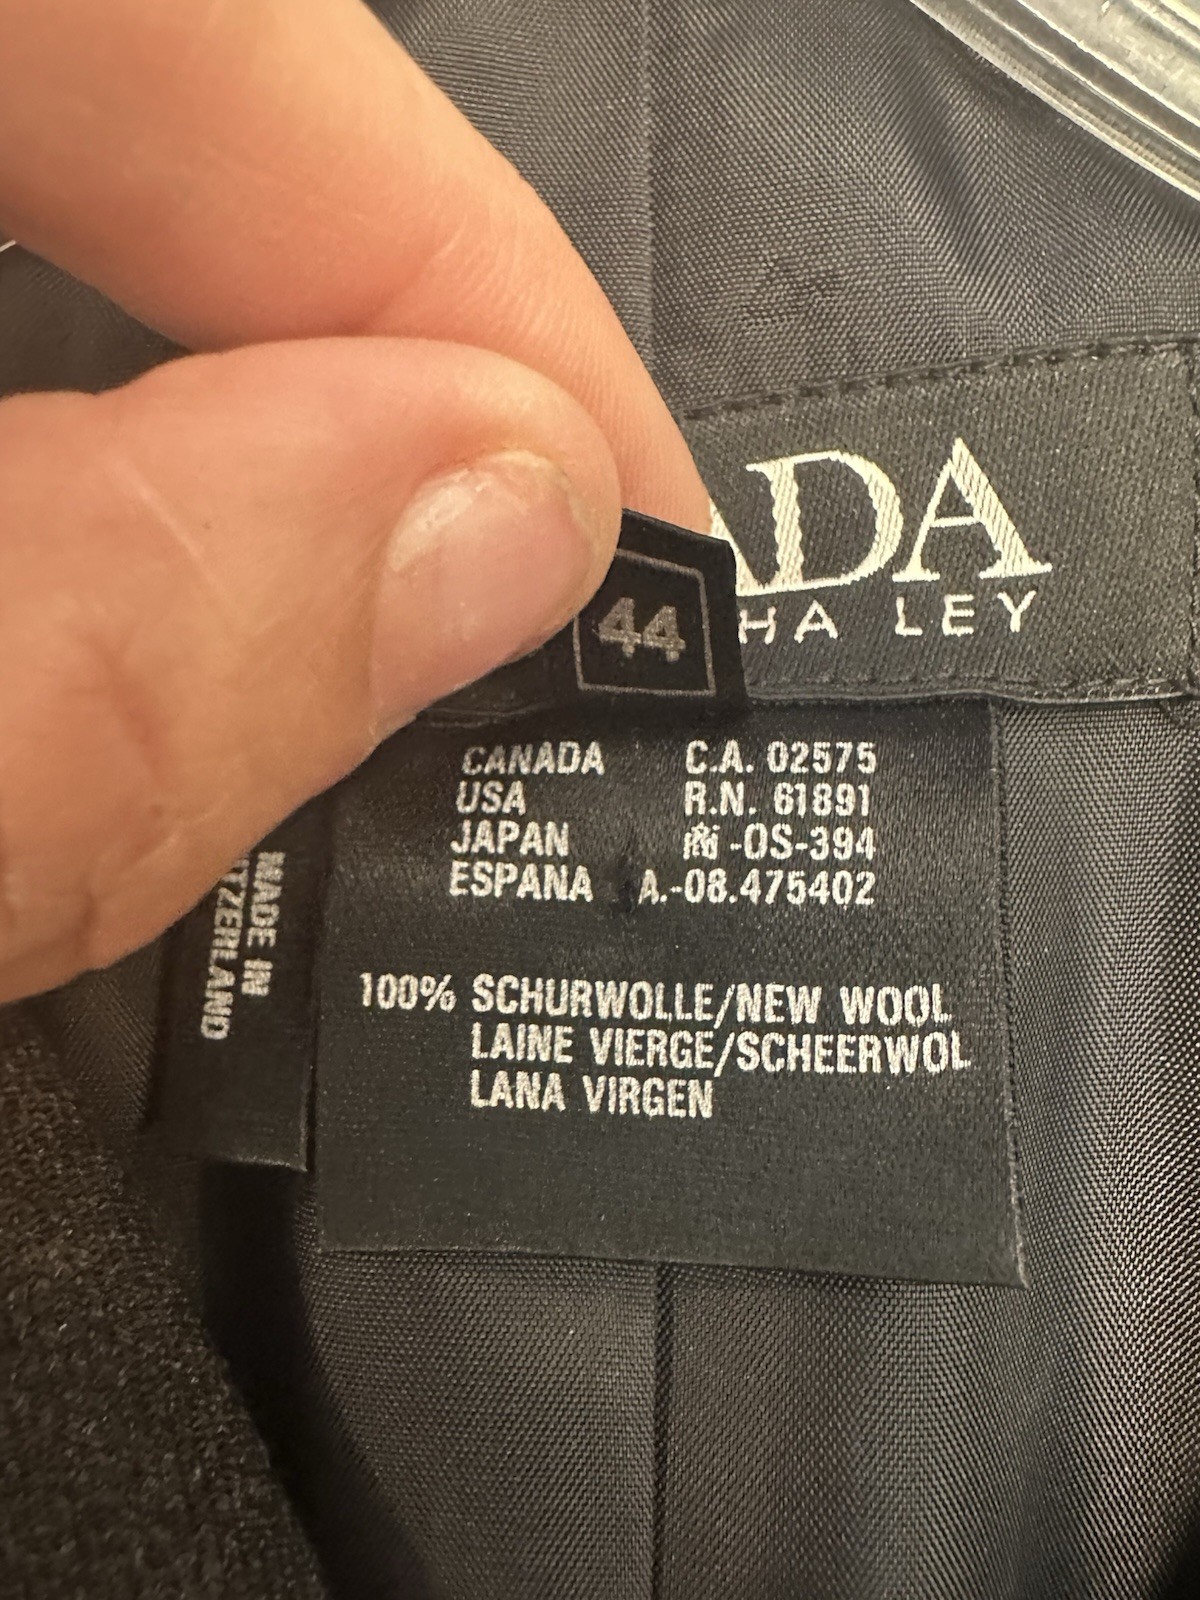 ADA
HA LEY
44
CANADA C.A. 02575
USA R.N. 61891
JAPAN -OS-394
ESPANA A.-08.475402
100% SCHURWOLLE/NEW WOOL
LAINE VIERGE/SCHEERWOL
LANA VIRGEN
MADE IN
ITZERLAND